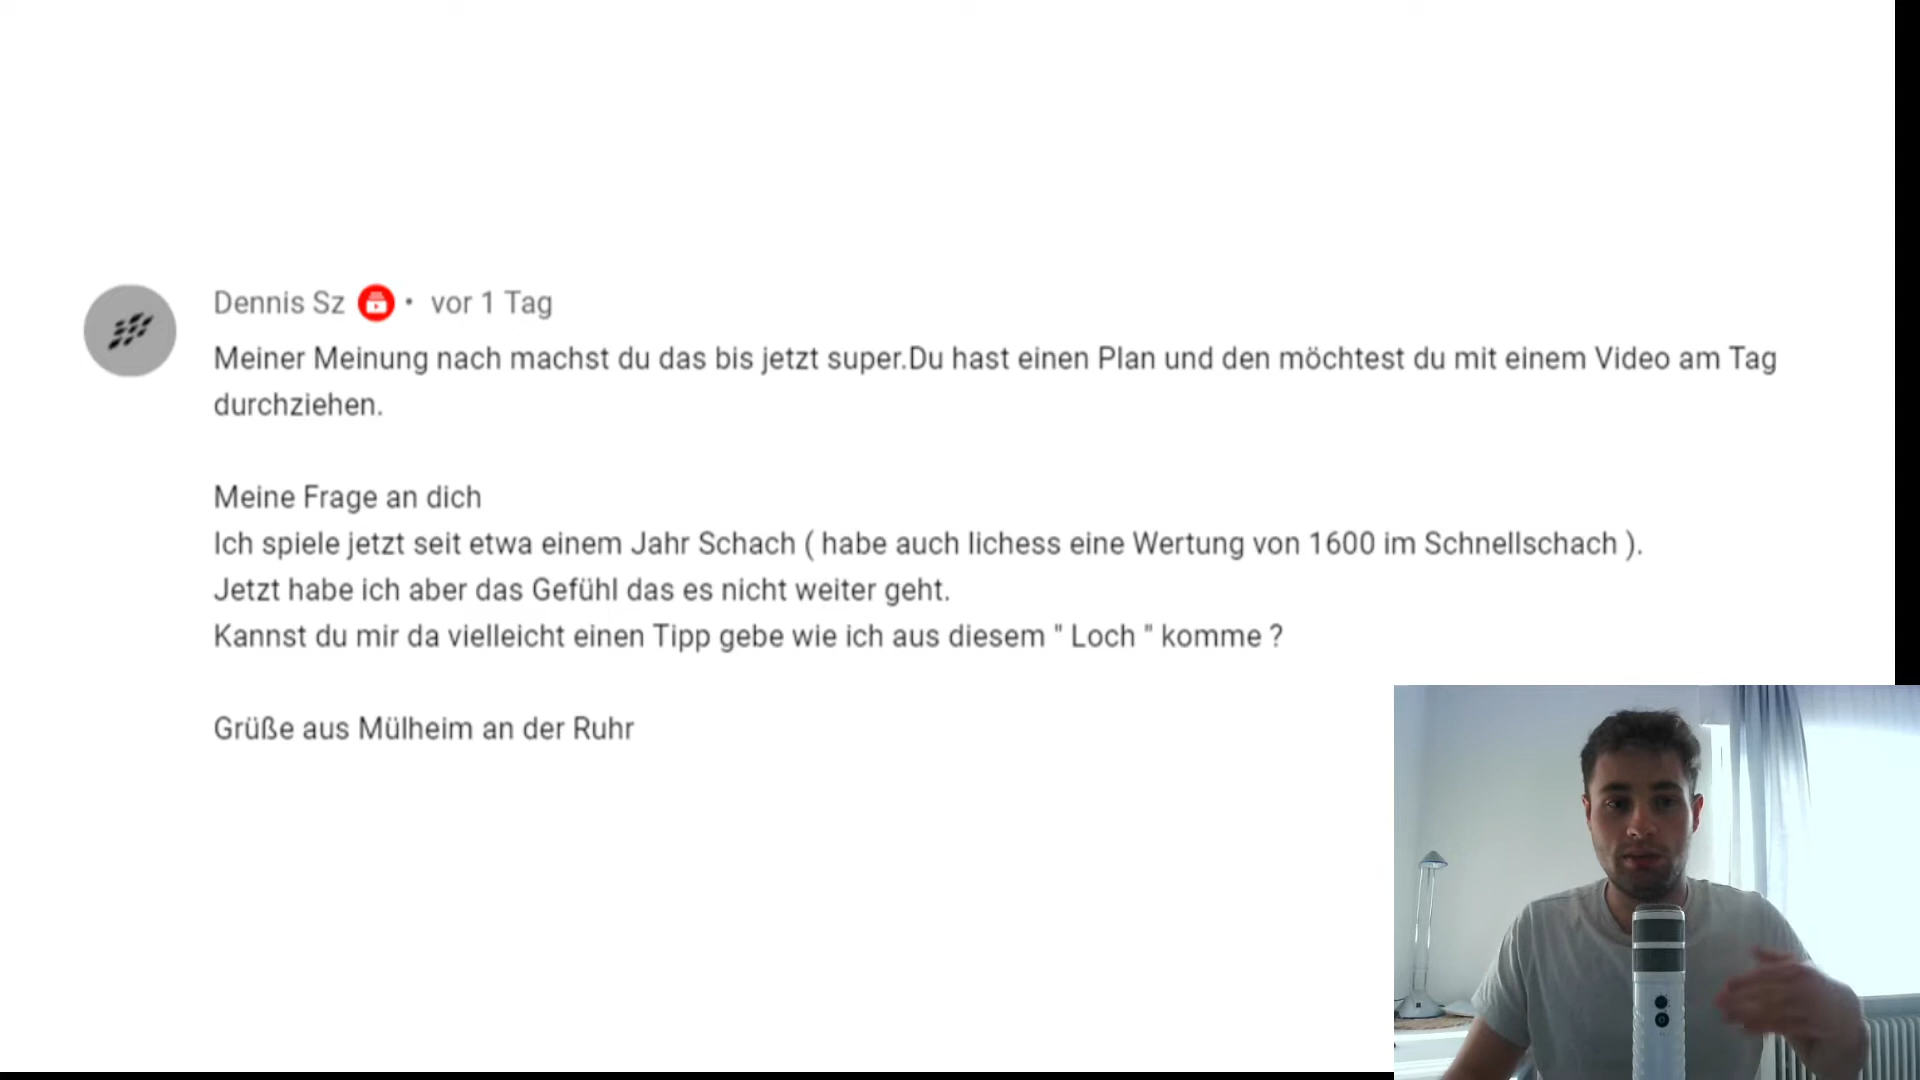 Dennis Sz • vor 1 Tag
Meiner Meinung nach machst du das bis jetzt super.Du hast einen Plan und den möchtest du mit einem Video am Tag
durchziehen.
Meine Frage an dich
Ich spiele jetzt seit etwa einem Jahr Schach ( habe auch lichess eine Wertung von 1600 im Schnellschach ).
Jetzt habe ich aber das Gefühl das es nicht weiter geht.
Kannst du mir da vielleicht einen Tipp gebe wie ich aus diesem " Loch " komme ?
Grüße aus Mülheim an der Ruhr